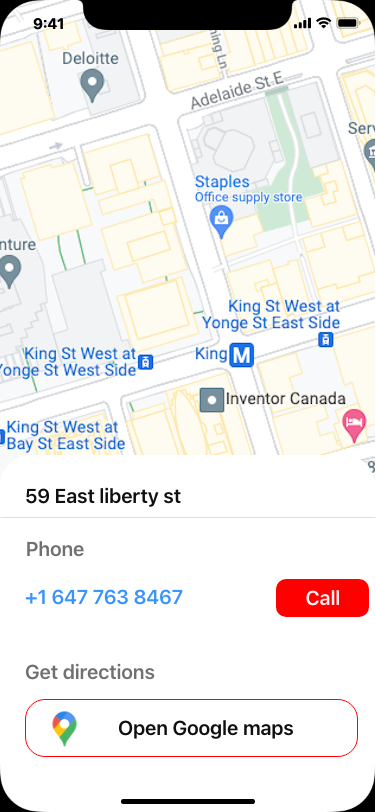 9:41
Deloitte
ing Ln
Adelaide St E
Serv
Staples
Office supply store
nture
King St West at
Yonge St East Side
King M
King St West at
Yonge St West Side
Inventor Canada
King St West at
Bay St East Side
59 East liberty st
Phone
+1 647 763 8467
Call
Get directions
Open Google maps